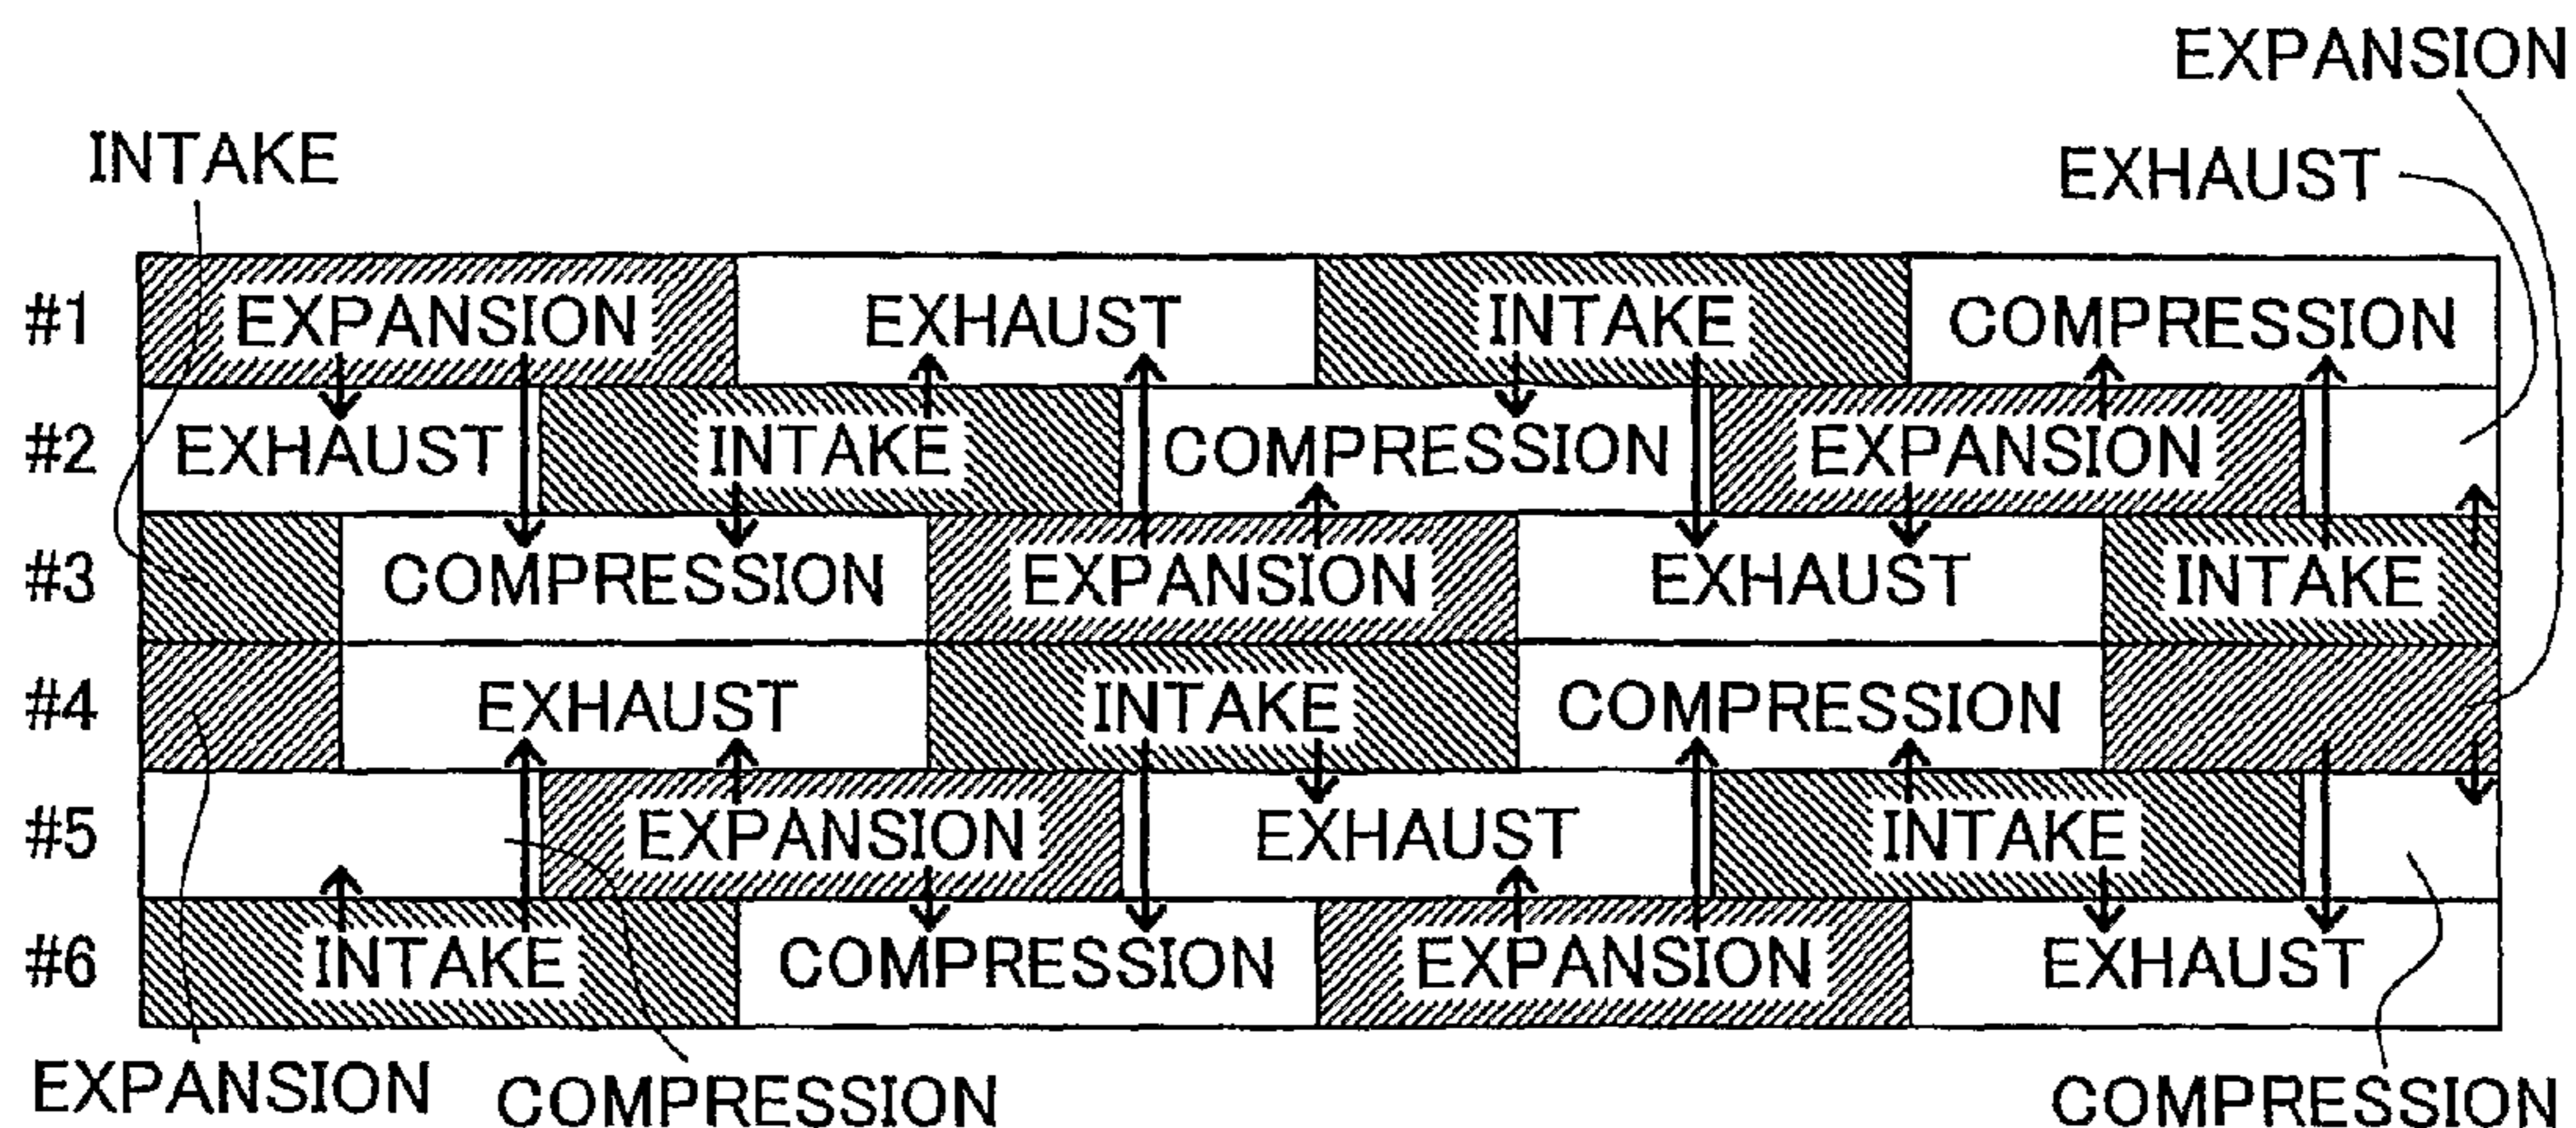 EXPANSION
INTAKE
EXHAUST
#1 EXPANSION EXHAUST INTAKE COMPRESSION
#2 EXHAUST INTAKE COMPRESSION EXPANSION
#3 COMPRESSION EXPANSION EXHAUST INTAKE
#4 EXHAUST INTAKE COMPRESSION
#5 EXPANSION EXHAUST INTAKE
#6 INTAKE COMPRESSION EXPANSION EXHAUST
EXPANSION COMPRESSION COMPRESSION